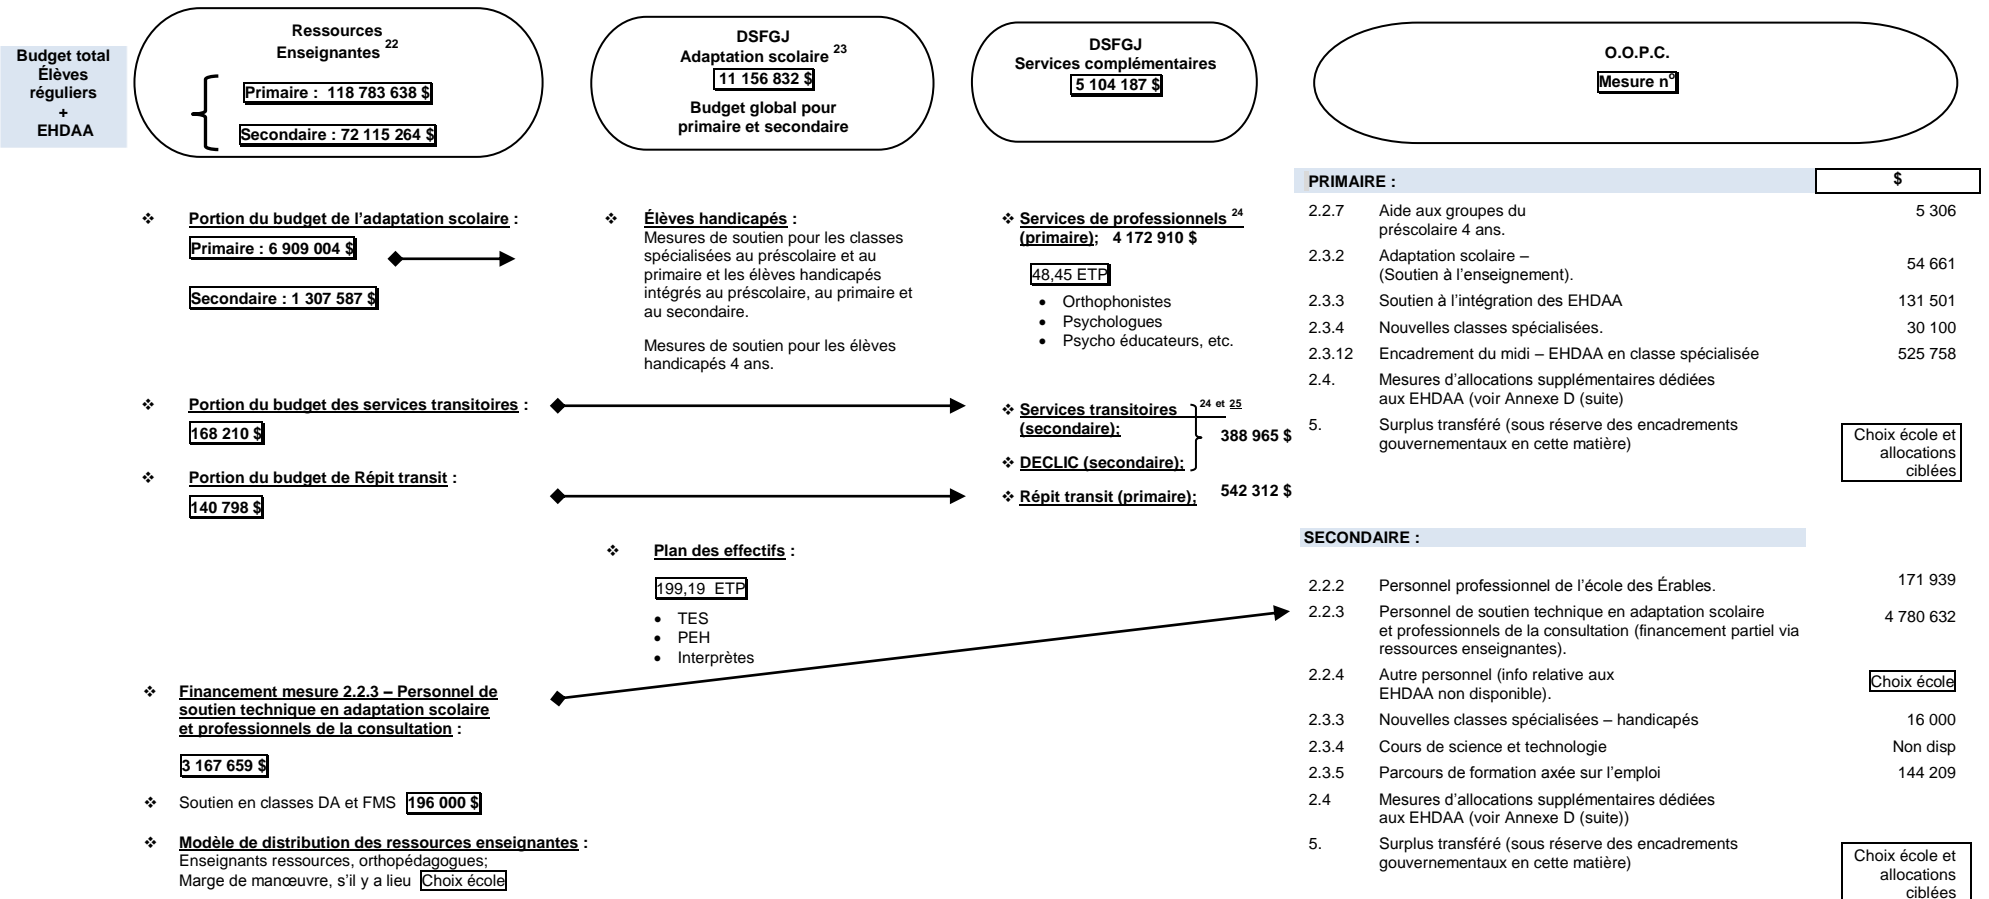 Budget total
Élèves
réguliers
+
EHDAA
Ressources
Enseignantes 22
Primaire : 118 783 638 $
Secondaire : 72 115 264 $
DSFGJ
Adaptation scolaire 23
11 156 832 $
Budget global pour
primaire et secondaire
DSFGJ
Services complémentaires
5 104 187 $
O.O.P.C.
Mesure no
❖ Portion du budget de l’adaptation scolaire :
Primaire : 6 909 004 $
Secondaire : 1 307 587 $
❖ Portion du budget des services transitoires :
168 210 $
❖ Portion du budget de Répit transit :
140 798 $
❖ Financement mesure 2.2.3 – Personnel de
soutien technique en adaptation scolaire
et professionnels de la consultation :
3 167 659 $
❖ Soutien en classes DA et FMS 196 000 $
❖ Modèle de distribution des ressources enseignantes :
Enseignants ressources, orthopédagogues;
Marge de manœuvre, s’il y a lieu Choix école
❖ Élèves handicapés :
Mesures de soutien pour les classes
spécialisées au préscolaire et au
primaire et les élèves handicapés
intégrés au préscolaire, au primaire et
au secondaire.
Mesures de soutien pour les élèves
handicapés 4 ans.
❖ Plan des effectifs :
199,19 ETP
• TES
• PEH
• Interprètes
❖ Services de professionnels 24
(primaire); 4 172 910 $
48,45 ETP
• Orthophonistes
• Psychologues
• Psycho éducateurs, etc.
❖ Services transitoires 24 et 25
(secondaire);
388 965 $
❖ DECLIC (secondaire);
❖ Répit transit (primaire); 542 312 $
PRIMAIRE : $
2.2.7 Aide aux groupes du 5 306
préscolaire 4 ans.
2.3.2 Adaptation scolaire – 54 661
(Soutien à l’enseignement).
2.3.3 Soutien à l’intégration des EHDAA 131 501
2.3.4 Nouvelles classes spécialisées. 30 100
2.3.12 Encadrement du midi – EHDAA en classe spécialisée 525 758
2.4. Mesures d’allocations supplémentaires dédiées
aux EHDAA (voir Annexe D (suite)
5. Surplus transféré (sous réserve des encadrements
gouvernementaux en cette matière)
Choix école et
allocations
ciblées
SECONDAIRE :
2.2.2 Personnel professionnel de l’école des Érables. 171 939
2.2.3 Personnel de soutien technique en adaptation scolaire 4 780 632
et professionnels de la consultation (financement partiel via
ressources enseignantes).
2.2.4 Autre personnel (info relative aux Choix école
EHDAA non disponible).
2.3.3 Nouvelles classes spécialisées – handicapés 16 000
2.3.4 Cours de science et technologie Non disp
2.3.5 Parcours de formation axée sur l’emploi 144 209
2.4 Mesures d’allocations supplémentaires dédiées
aux EHDAA (voir Annexe D (suite))
5. Surplus transféré (sous réserve des encadrements
gouvernementaux en cette matière)
Choix école et
allocations
ciblées